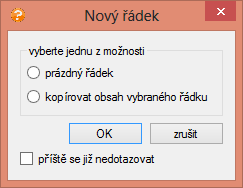 Nový řádek
vyberte jednu z možností
prázdný řádek
kopírovat obsah vybraného řádku
OK
zrušit
příště se již nedotazovat